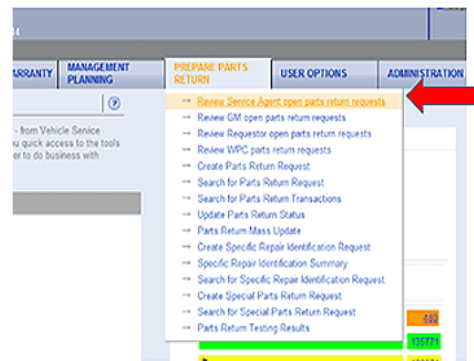 MANAGEMENT PLANNING
PREPARE PARTS RETURN
USER OPTIONS
ADMINISTRATION
ARRANTY
- from Vehicle Service
u quick access to the tools
er to do business with
→ Review Service Agent open parts return requests
→ Review GM open parts return requests
→ Review Requestor open parts return requests
→ Review WPC parts return requests
→ Create Parts Return Request
→ Search for Parts Return Request
→ Search for Parts Return Transactions
→ Update Parts Return Status
→ Parts Return Mass Update
→ Create Specific Repair Identification Request
→ Specific Repair Identification Summary
→ Search for Specific Repair Identification Request
→ Create Special Parts Return Request
→ Search for Special Parts Return Request
→ Parts Return Testing Results
135771